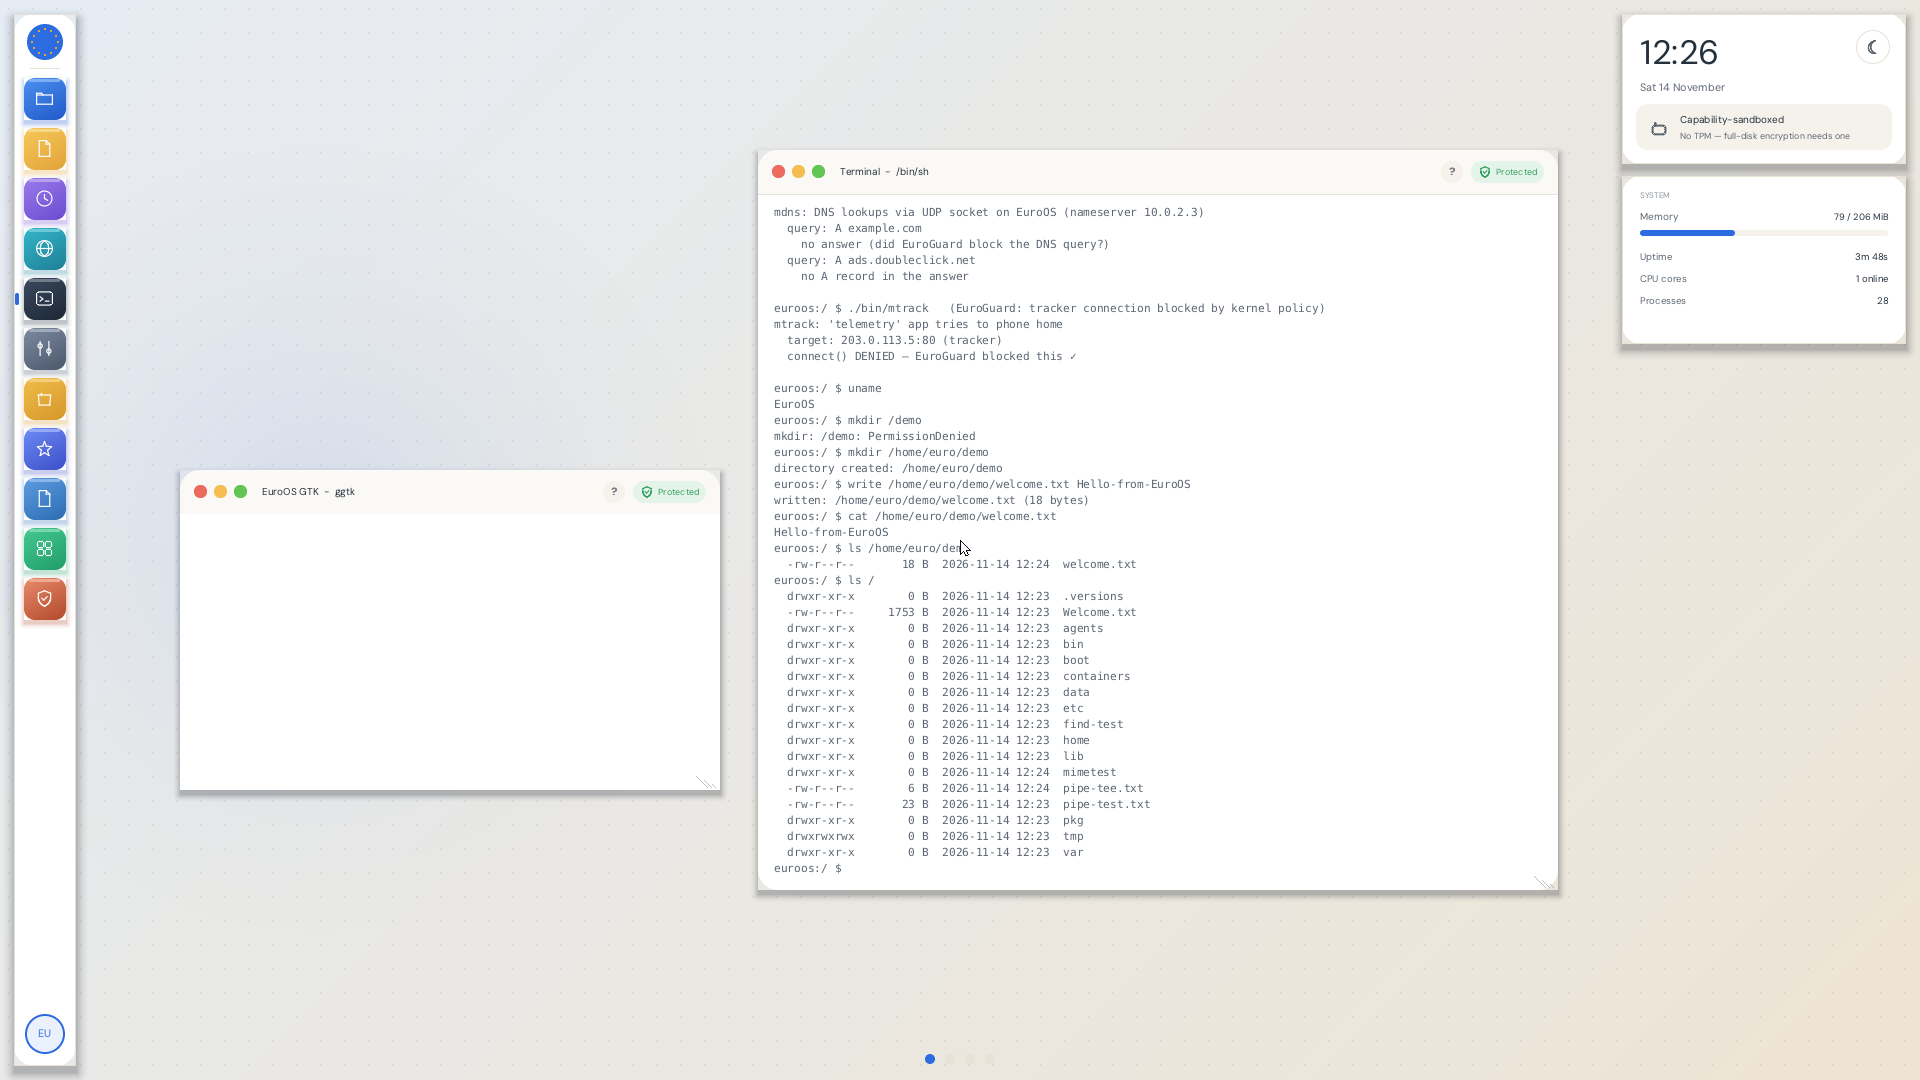 12:26
Sat 14 November
Capability-sandboxed
No TPM — full-disk encryption needs one
SYSTEM
Memory 79 / 206 MiB
Uptime 3m 48s
CPU cores 1 online
Processes 28
Terminal - /bin/sh ? Protected
mdns: DNS lookups via UDP socket on EuroOS (nameserver 10.0.2.3)
query: A example.com
no answer (did EuroGuard block the DNS query?)
query: A ads.doubleclick.net
no A record in the answer
euroos:/ $ ./bin/mtrack (EuroGuard: tracker connection blocked by kernel policy)
mtrack: 'telemetry' app tries to phone home
target: 203.0.113.5:80 (tracker)
connect() DENIED — EuroGuard blocked this ✓
euroos:/ $ uname
EuroOS
euroos:/ $ mkdir /demo
mkdir: /demo: PermissionDenied
euroos:/ $ mkdir /home/euro/demo
directory created: /home/euro/demo
euroos:/ $ write /home/euro/demo/welcome.txt Hello-from-EuroOS
written: /home/euro/demo/welcome.txt (18 bytes)
euroos:/ $ cat /home/euro/demo/welcome.txt
Hello-from-EuroOS
euroos:/ $ ls /home/euro/demo
-rw-r--r-- 18 B 2026-11-14 12:24 welcome.txt
euroos:/ $ ls /
drwxr-xr-x 0 B 2026-11-14 12:23 .versions
-rw-r--r-- 1753 B 2026-11-14 12:23 Welcome.txt
drwxr-xr-x 0 B 2026-11-14 12:23 agents
drwxr-xr-x 0 B 2026-11-14 12:23 bin
drwxr-xr-x 0 B 2026-11-14 12:23 boot
drwxr-xr-x 0 B 2026-11-14 12:23 containers
drwxr-xr-x 0 B 2026-11-14 12:23 data
drwxr-xr-x 0 B 2026-11-14 12:23 etc
drwxr-xr-x 0 B 2026-11-14 12:23 find-test
drwxr-xr-x 0 B 2026-11-14 12:23 home
drwxr-xr-x 0 B 2026-11-14 12:23 lib
drwxr-xr-x 0 B 2026-11-14 12:24 mimetest
-rw-r--r-- 6 B 2026-11-14 12:24 pipe-tee.txt
-rw-r--r-- 23 B 2026-11-14 12:23 pipe-test.txt
drwxr-xr-x 0 B 2026-11-14 12:23 pkg
drwxrwxrwx 0 B 2026-11-14 12:23 tmp
drwxr-xr-x 0 B 2026-11-14 12:23 var
euroos:/ $
EuroOS GTK - ggtk ? Protected
EU